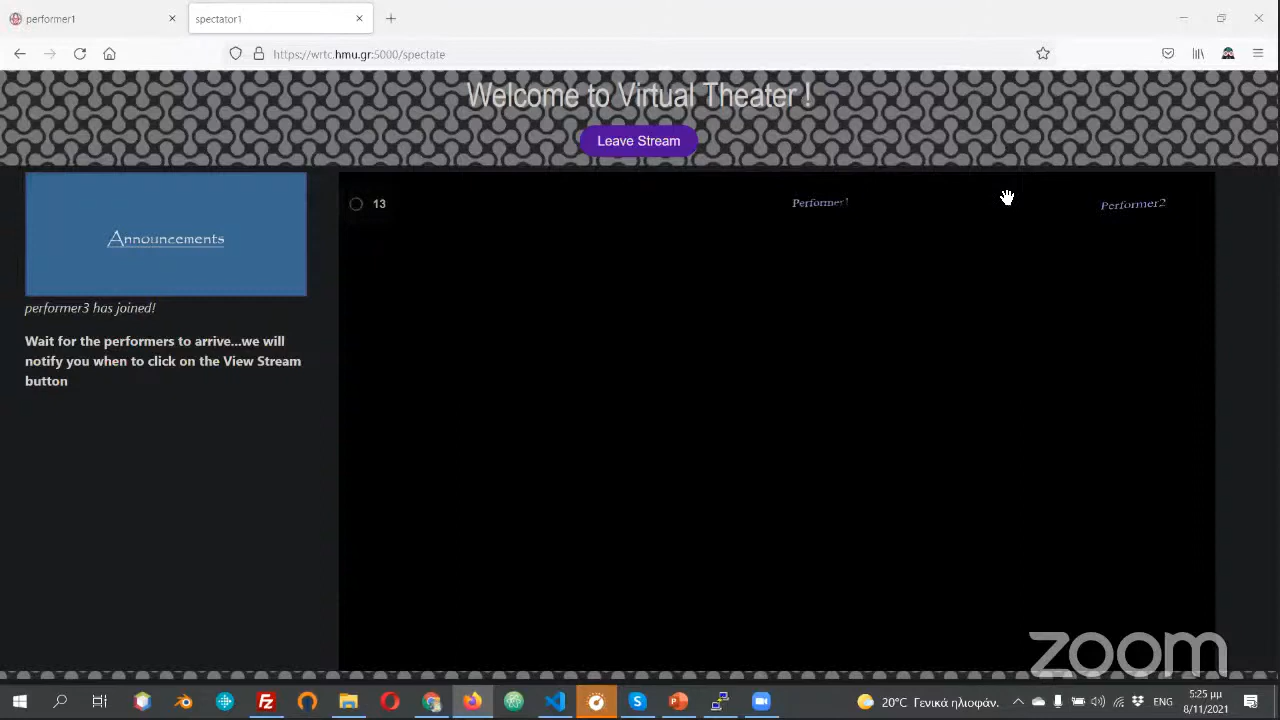 performer1
spectator1
https://wrtc.hmu.gr:5000/spectate
Welcome to Virtual Theater !
Leave Stream
Announcements
performer3 has joined!
Wait for the performers to arrive...we will
notify you when to click on the View Stream
button
13
Performer1
Performer2
zoom
20°C Γενικά ηλιοφάν.
ENG
5:25 μμ
8/11/2021